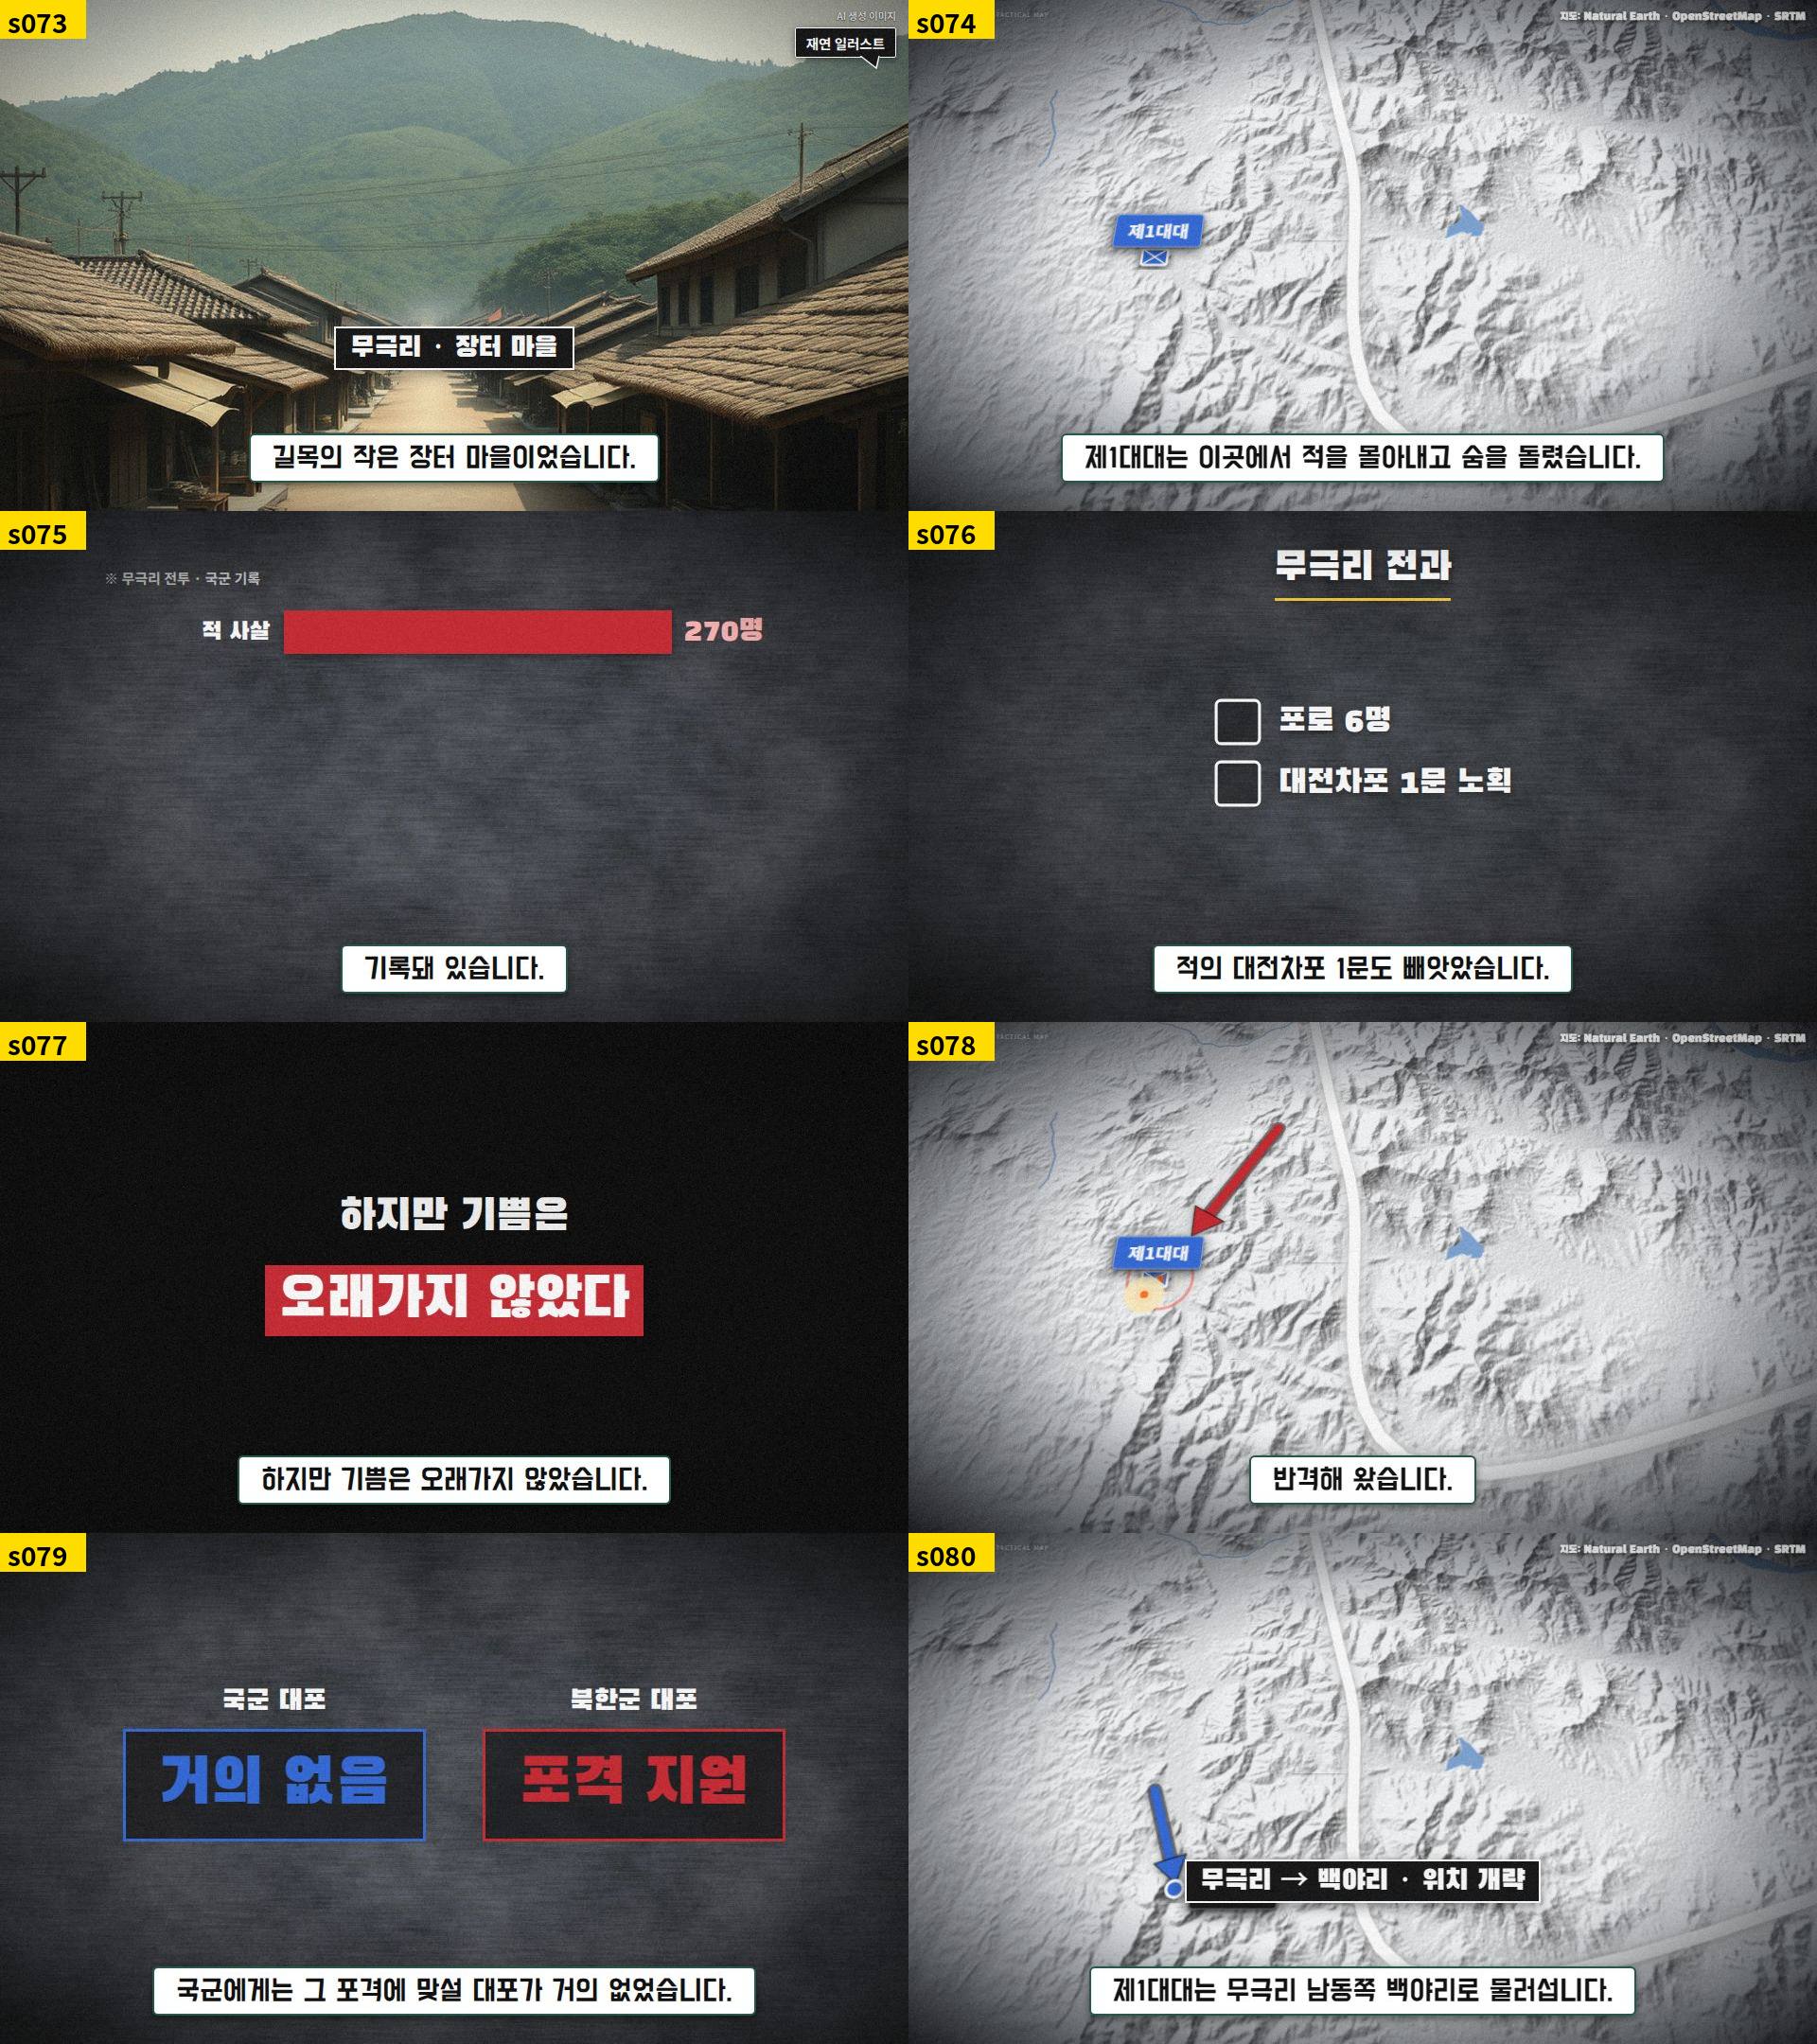 s073
AI 생성 이미지
재연 일러스트
무극리 · 장터 마을
길목의 작은 장터 마을이었습니다.
s074
TACTICAL MAP
지도: Natural Earth · OpenStreetMap · SRTM
제1대대
제1대대는 이곳에서 적을 몰아내고 숨을 돌렸습니다.
s075
※ 무극리 전투 · 국군 기록
적 사살 270명
기록돼 있습니다.
s076
무극리 전과
포로 6명
대전차포 1문 노획
적의 대전차포 1문도 빼앗았습니다.
s077
하지만 기쁨은
오래가지 않았다
하지만 기쁨은 오래가지 않았습니다.
s078
TACTICAL MAP
지도: Natural Earth · OpenStreetMap · SRTM
제1대대
반격해 왔습니다.
s079
국군 대포
거의 없음
북한군 대포
포격 지원
국군에게는 그 포격에 맞설 대포가 거의 없었습니다.
s080
TACTICAL MAP
지도: Natural Earth · OpenStreetMap · SRTM
무극리 → 백야리 · 위치 개략
제1대대는 무극리 남동쪽 백야리로 물러섭니다.